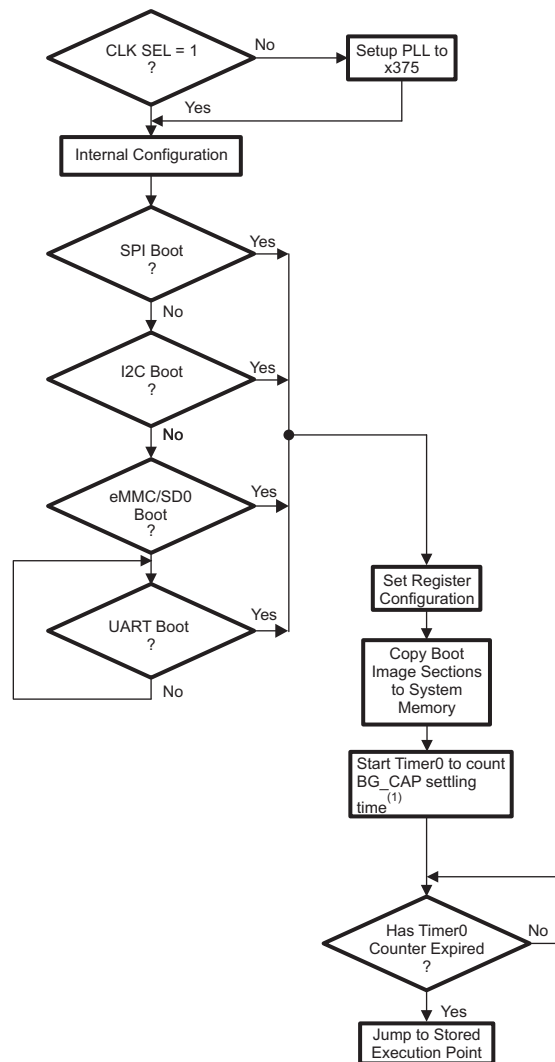 CLK SEL = 1
?
No
Setup PLL to
x375
Yes
Internal Configuration
SPI Boot
?
Yes
No
I2C Boot
?
Yes
No
eMMC/SD0
Boot
?
Yes
UART Boot
?
Yes
No
Set Register
Configuration
Copy Boot
Image Sections
to System
Memory
Start Timer0 to count
BG_CAP settling
time(1)
Has Timer0
Counter Expired
?
No
Yes
Jump to Stored
Execution Point